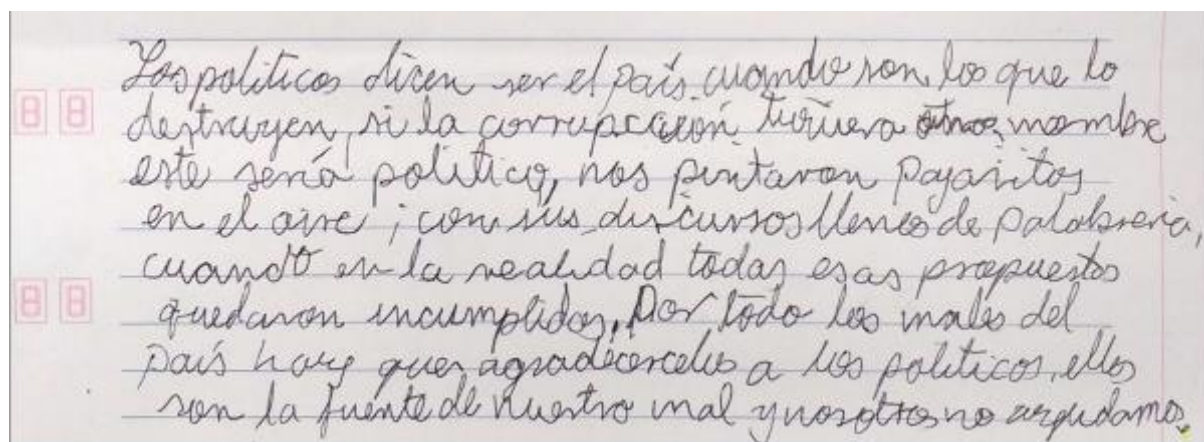 Los politicos dicen ser el país cuando son los que lo
destruyen, si la corrupción tuviera otro nombre
este sería politico, nos pintaron pajaritos
en el aire, con sus discursos llenos de palabreria,
cuando en la realidad todas esas propuestas
quedaron incumplidas. Por todo los males del
país hay que agradecercelos a los politicos, ellos
son la fuente de nuestro mal y nosotros no ayudamos.